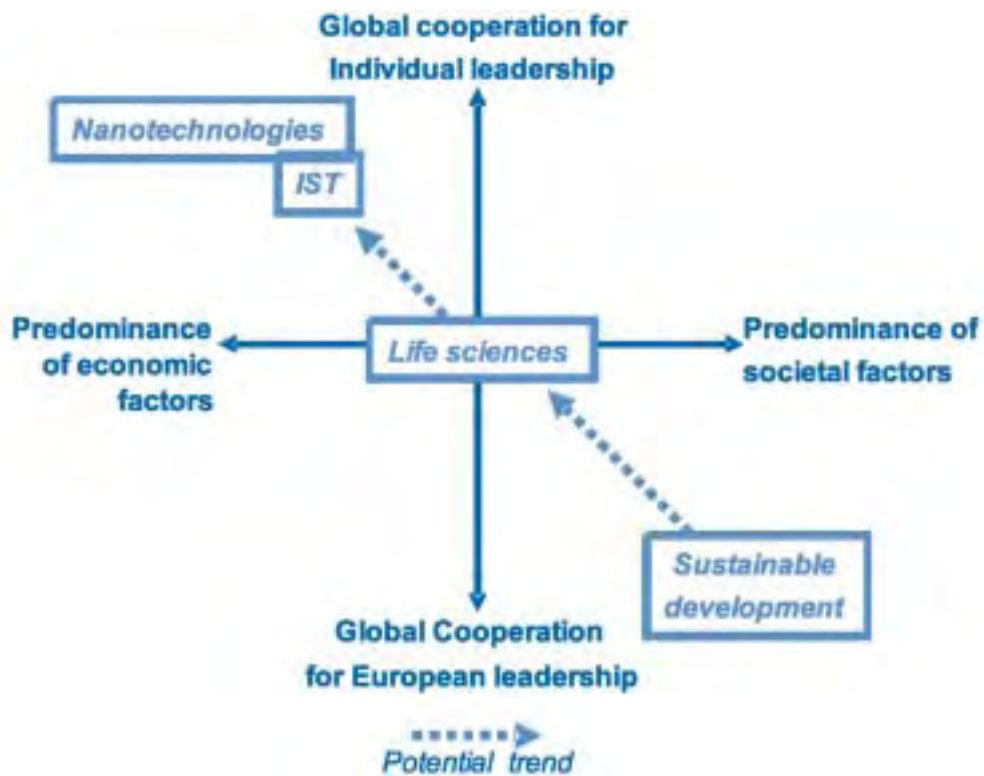 Global cooperation for
Individual leadership
Nanotechnologies
IST
Predominance
of economic
factors
Life sciences
Predominance of
societal factors
Sustainable
development
Global Cooperation
for European leadership
Potential trend